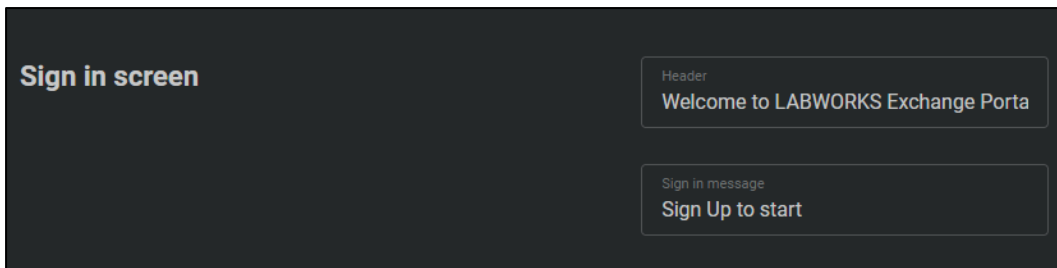 Sign in screen
Header
Welcome to LABWORKS Exchange Porta
Sign in message
Sign Up to start